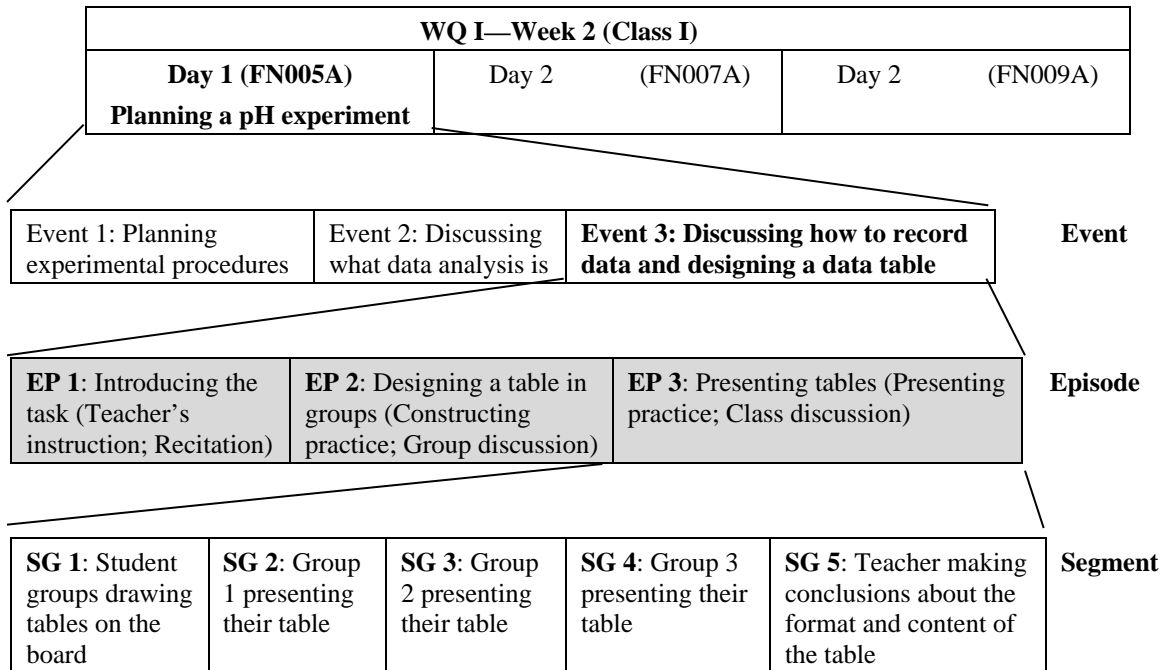 WQ I—Week 2 (Class I)
Day 1 (FN005A) Day 2 (FN007A) Day 2 (FN009A)
Planning a pH experiment
Event 1: Planning
experimental procedures
Event 2: Discussing
what data analysis is
Event 3: Discussing how to record
data and designing a data table
Event
EP 1: Introducing the
task (Teacher’s
instruction; Recitation)
EP 2: Designing a table in
groups (Constructing
practice; Group discussion)
EP 3: Presenting tables (Presenting
practice; Class discussion)
Episode
SG 1: Student
groups drawing
tables on the
board
SG 2: Group
1 presenting
their table
SG 3: Group
2 presenting
their table
SG 4: Group 3
presenting their
table
SG 5: Teacher making
conclusions about the
format and content of
the table
Segment